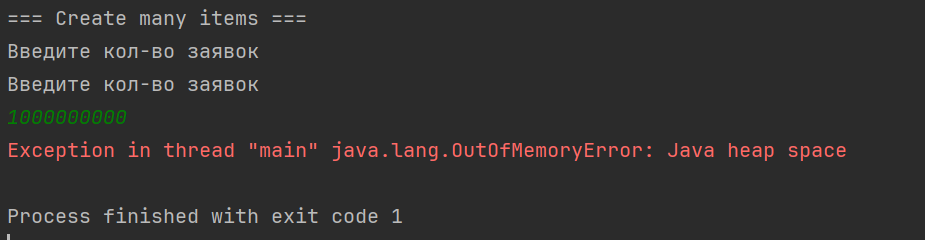 === Create many items ===
Введите кол-во заявок
Введите кол-во заявок
1000000000
Exception in thread "main" java.lang.OutOfMemoryError: Java heap space
Process finished with exit code 1